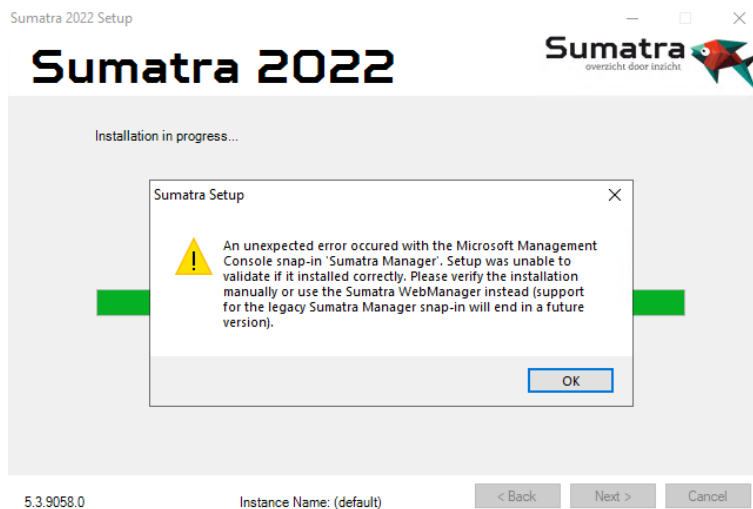 Sumatra 2022 Setup
Sumatra 2022
Sumatra
overzicht door inzicht
Installation in progress...
Sumatra Setup
An unexpected error occured with the Microsoft Management
Console snap-in 'Sumatra Manager'. Setup was unable to
validate if it installed correctly. Please verify the installation
manually or use the Sumatra WebManager instead (support
for the legacy Sumatra Manager snap-in will end in a future
version).
OK
5.3.9058.0
Instance Name: (default)
< Back
Next >
Cancel